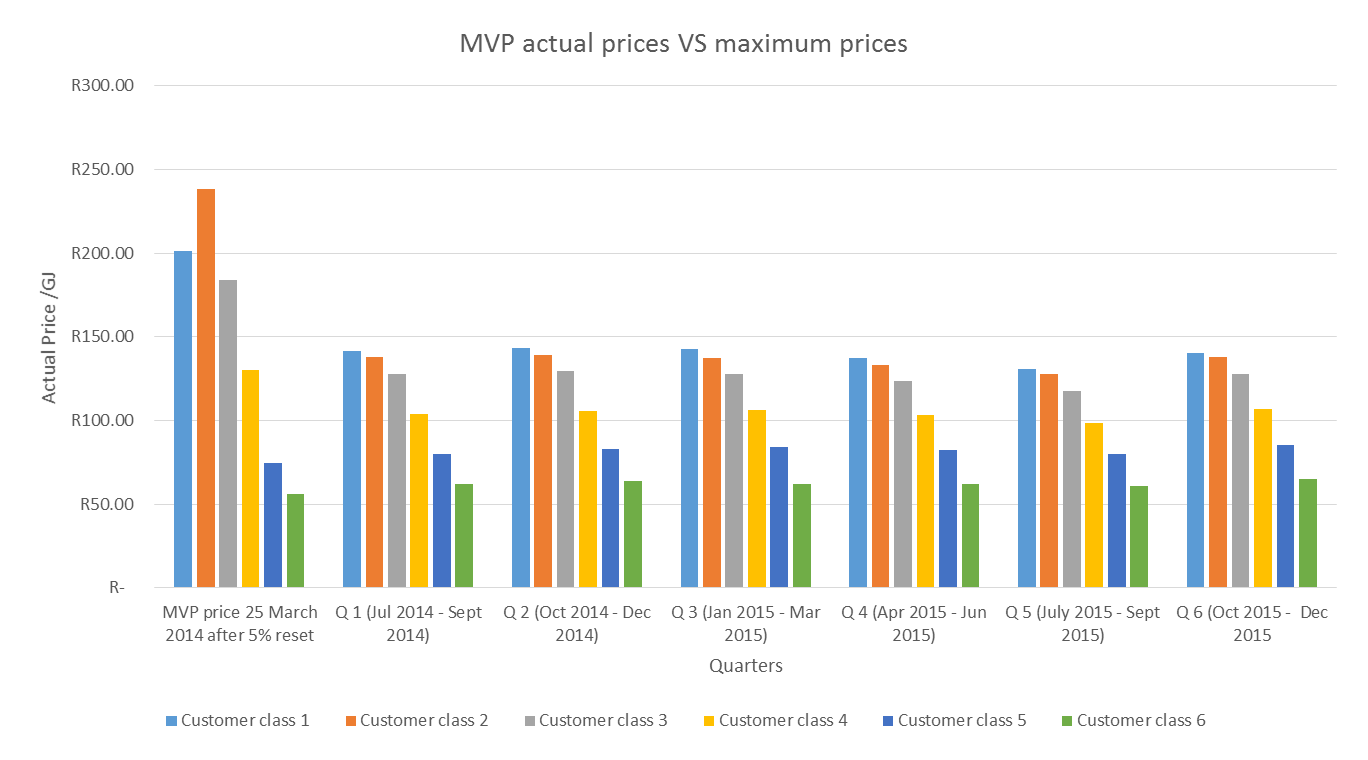 MVP actual prices VS maximum prices
R300.00
R250.00
R200.00
R150.00
R100.00
R50.00
R-
Actual Price /GJ
MVP price 25 March
2014 after 5% reset
Q 1 (Jul 2014 - Sept
2014)
Q 2 (Oct 2014 - Dec
2014)
Q 3 (Jan 2015 - Mar
2015)
Q 4 (Apr 2015 - Jun
2015)
Q 5 (July 2015 - Sept
2015)
Q 6 (Oct 2015 -  Dec
2015
Quarters
Customer class 1
Customer class 2
Customer class 3
Customer class 4
Customer class 5
Customer class 6